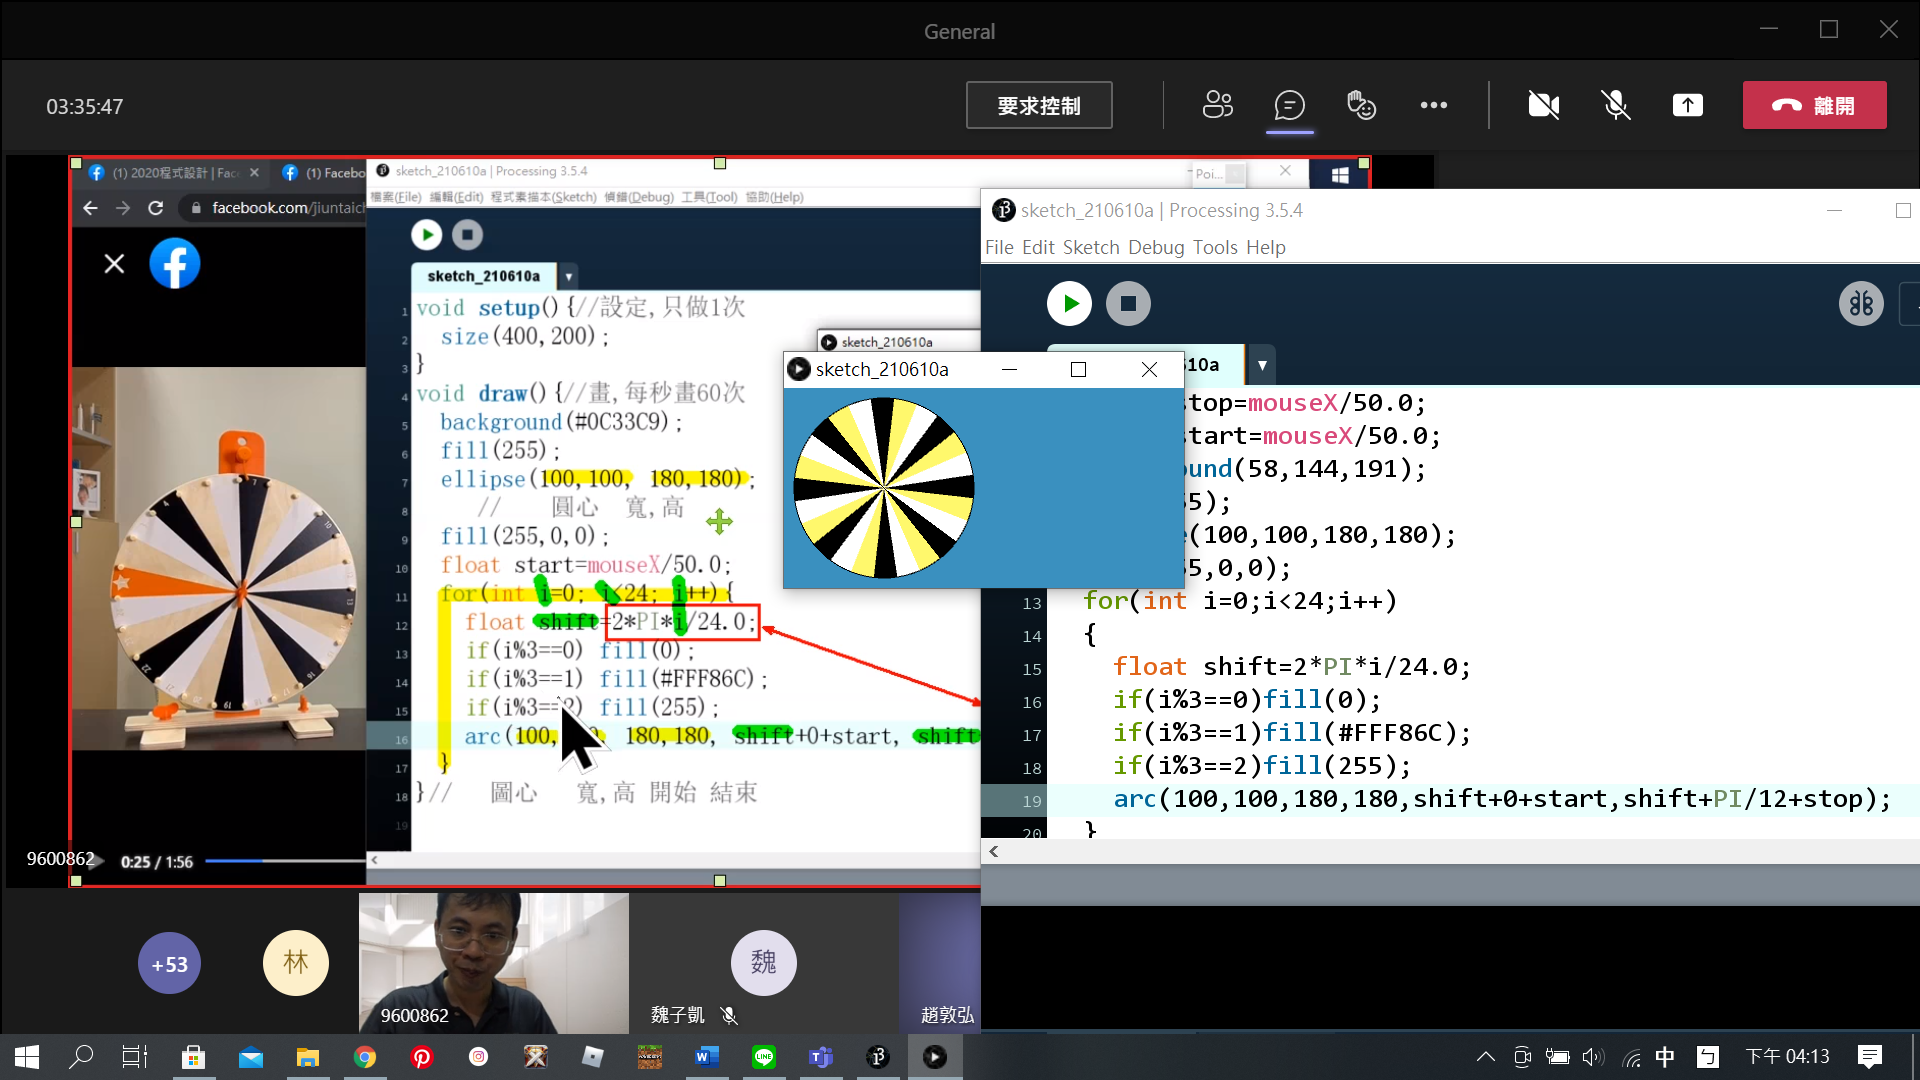 General
03:35:47
要求控制
離開
(1) 2020程式設計 | Fac
(1) Facebo
facebook.com/jiuntaich
sketch_210610a | Processing 3.5.4
Poi...
檔案(File) 編輯(Edit) 程式素描本(Sketch) 偵錯(Debug) 工具(Tool) 協助(Help)
sketch_210610a
1 void setup(){//設定,只做1次
2 size(400,200);
3 }
4 void draw(){//畫,每秒畫60次
5 background(#0C33C9);
6 fill(255);
7 ellipse(100,100, 180,180);
8 // 圓心 寬,高
9 fill(255,0,0);
10 float start=mouseX/50.0;
11 for(int i=0; i<24; i++){
12 float shift=2*PI*i/24.0;
13 if(i%3==0) fill(0);
14 if(i%3==1) fill(#FFF86C);
15 if(i%3==2) fill(255);
16 arc(100, 180,180, shift+0+start, shift
17 }
18 }// 圖心 寬,高 開始 結束
19
sketch_210610a
sketch_210610a
sketch_210610a | Processing 3.5.4
File Edit Sketch Debug Tools Help
10a
stop=mouseX/50.0;
start=mouseX/50.0;
und(58,144,191);
5);
e(100,100,180,180);
5,0,0);
13 for(int i=0;i<24;i++)
14 {
15 float shift=2*PI*i/24.0;
16 if(i%3==0)fill(0);
17 if(i%3==1)fill(#FFF86C);
18 if(i%3==2)fill(255);
19 arc(100,100,180,180,shift+0+start,shift+PI/12+stop);
20 }
9600862
0:25 / 1:56
+53
林
9600862
魏
魏子凱
趙敦弘
中
下午 04:13